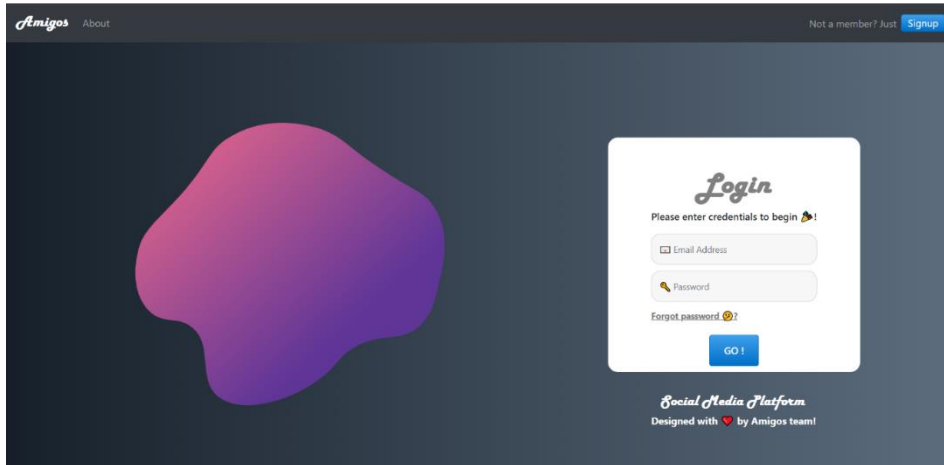 Amigos About Not a member? Just Signup
Login
Please enter credentials to begin 🎉!
📧 Email Address
🔑 Password
Forgot password 😕?
GO !
Social Media Platform
Designed with ❤️ by Amigos team!